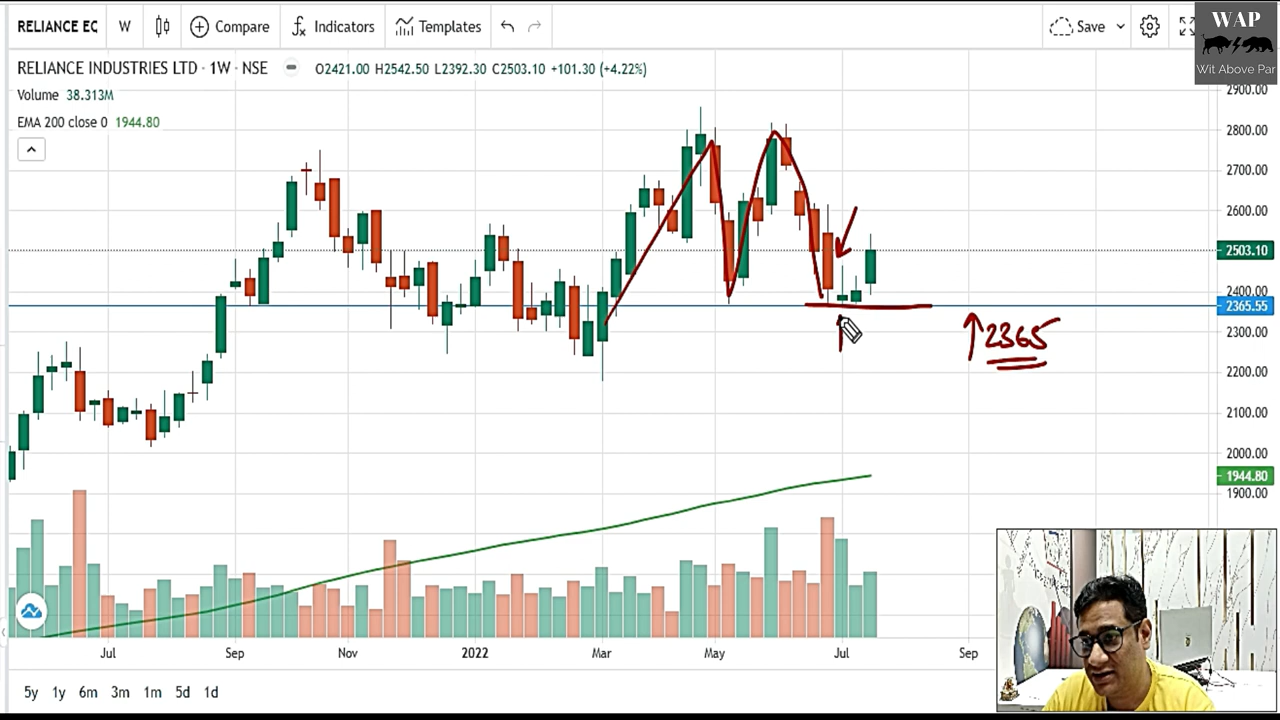 RELIANCE EQ W Compare Indicators Templates Save
WAP
Wit Above Par
RELIANCE INDUSTRIES LTD · 1W · NSE O2421.00 H2542.50 L2392.30 C2503.10 +101.30 (+4.22%)
Volume 38.313M
EMA 200 close 0 1944.80
2900.00
2800.00
2700.00
2600.00
2503.10
2400.00
2365.55
2300.00
2365
2200.00
2100.00
2000.00
1944.80
1900.00
Jul Sep Nov 2022 Mar May Jul Sep
5y 1y 6m 3m 1m 5d 1d